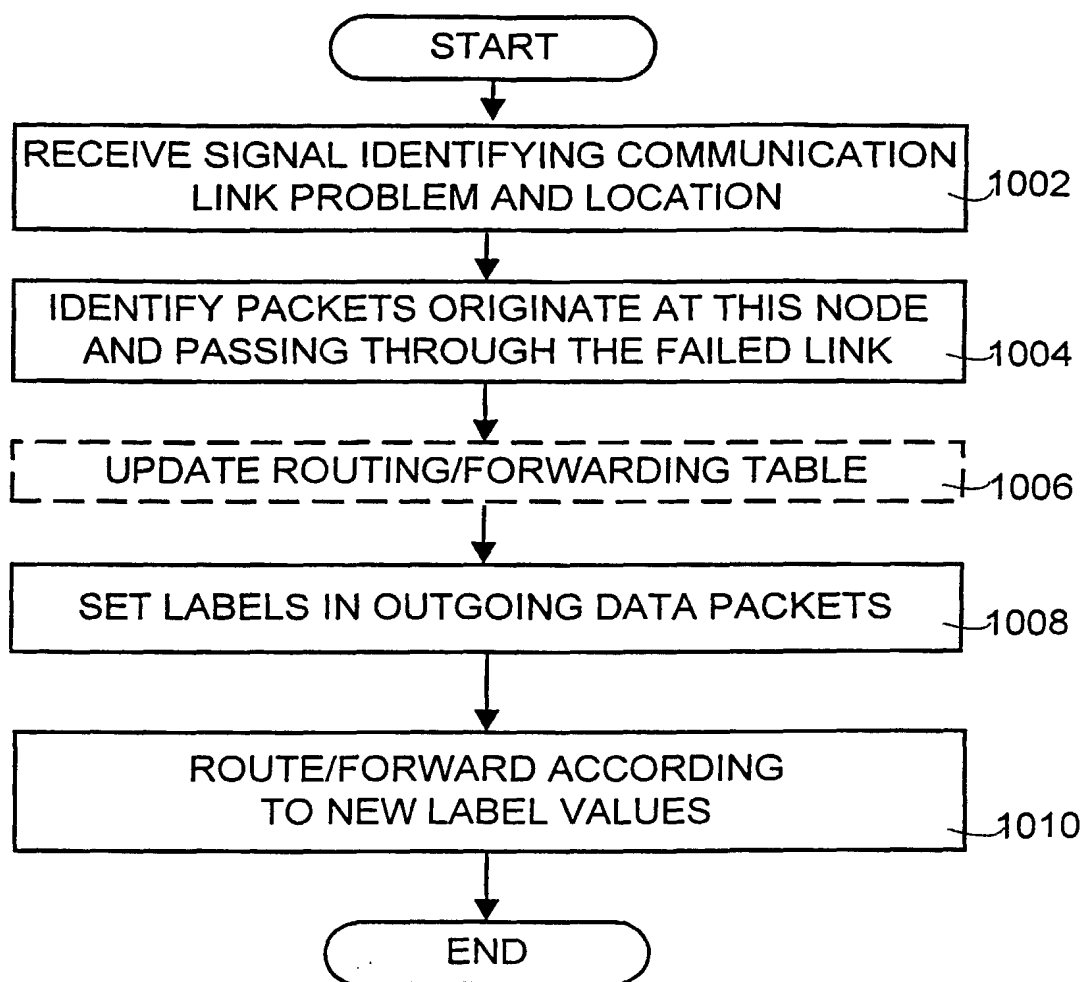 START
RECEIVE SIGNAL IDENTIFYING COMMUNICATION
LINK PROBLEM AND LOCATION
1002
IDENTIFY PACKETS ORIGINATE AT THIS NODE
AND PASSING THROUGH THE FAILED LINK
1004
UPDATE ROUTING/FORWARDING TABLE
1006
SET LABELS IN OUTGOING DATA PACKETS
1008
ROUTE/FORWARD ACCORDING
TO NEW LABEL VALUES
1010
END